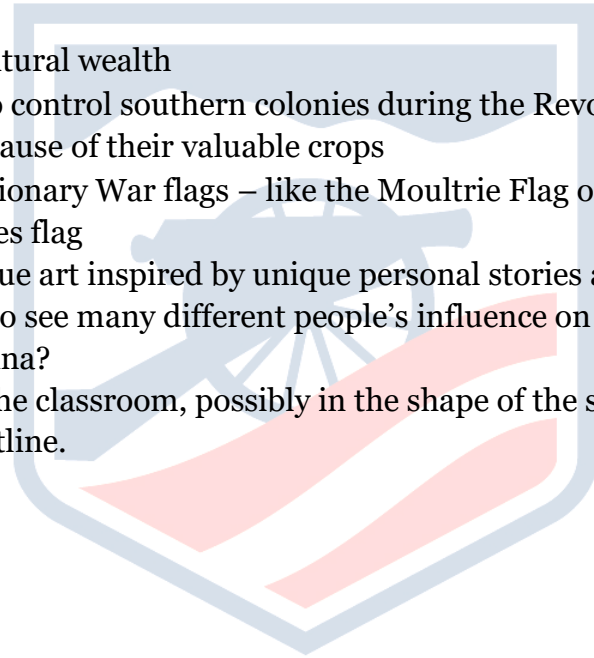 tural wealth
control southern colonies during the Revo
ause of their valuable crops
ionary War flags – like the Moultrie Flag o
es flag
ue art inspired by unique personal stories a
o see many different people’s influence on
na?
he classroom, possibly in the shape of the s
tline.